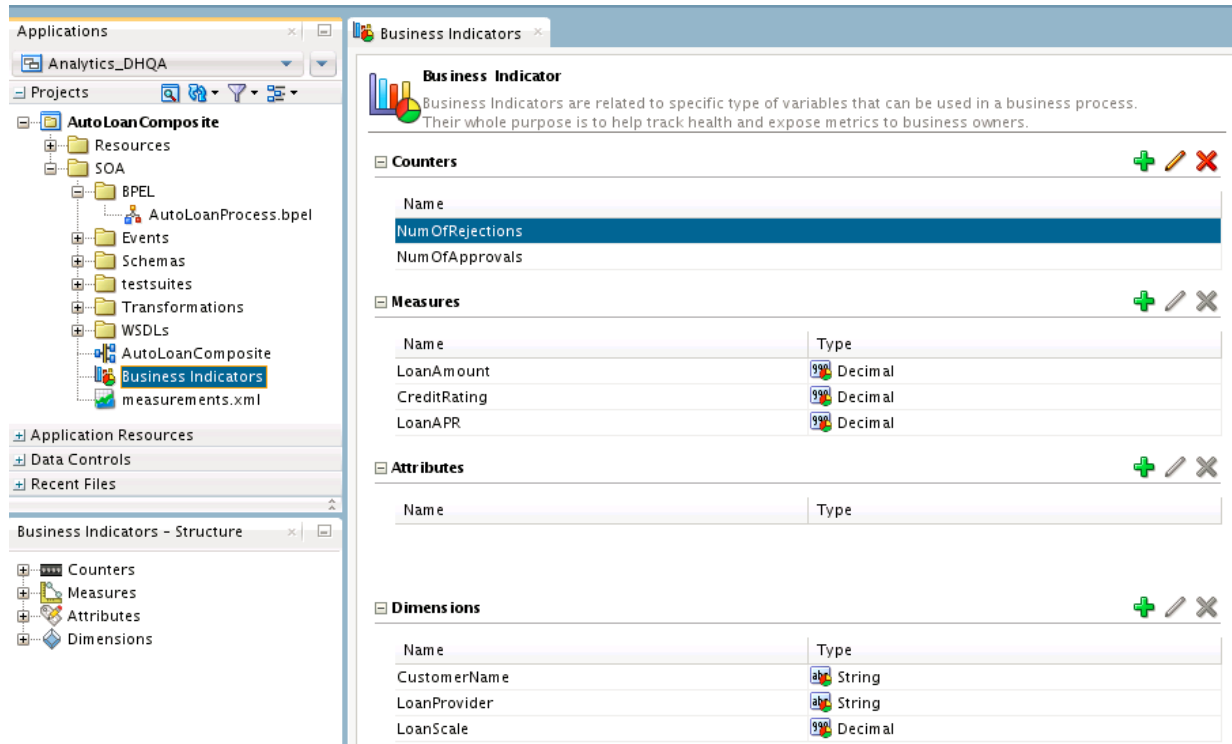 Applications
Analytics_DHQA
Projects
AutoLoanComposite
Resources
SOA
BPEL
AutoLoanProcess.bpel
Events
Schemas
testsuites
Transformations
WSDLs
AutoLoanComposite
Business Indicators
measurements.xml
Application Resources
Data Controls
Recent Files
Business Indicators - Structure
Counters
Measures
Attributes
Dimensions
Business Indicators
Business Indicator
Business Indicators are related to specific type of variables that can be used in a business process.
Their whole purpose is to help track health and expose metrics to business owners.
Counters
Name
NumOfRejections
NumOfApprovals
Measures
Name Type
LoanAmount Decimal
CreditRating Decimal
LoanAPR Decimal
Attributes
Name Type
Dimensions
Name Type
CustomerName String
LoanProvider String
LoanScale Decimal